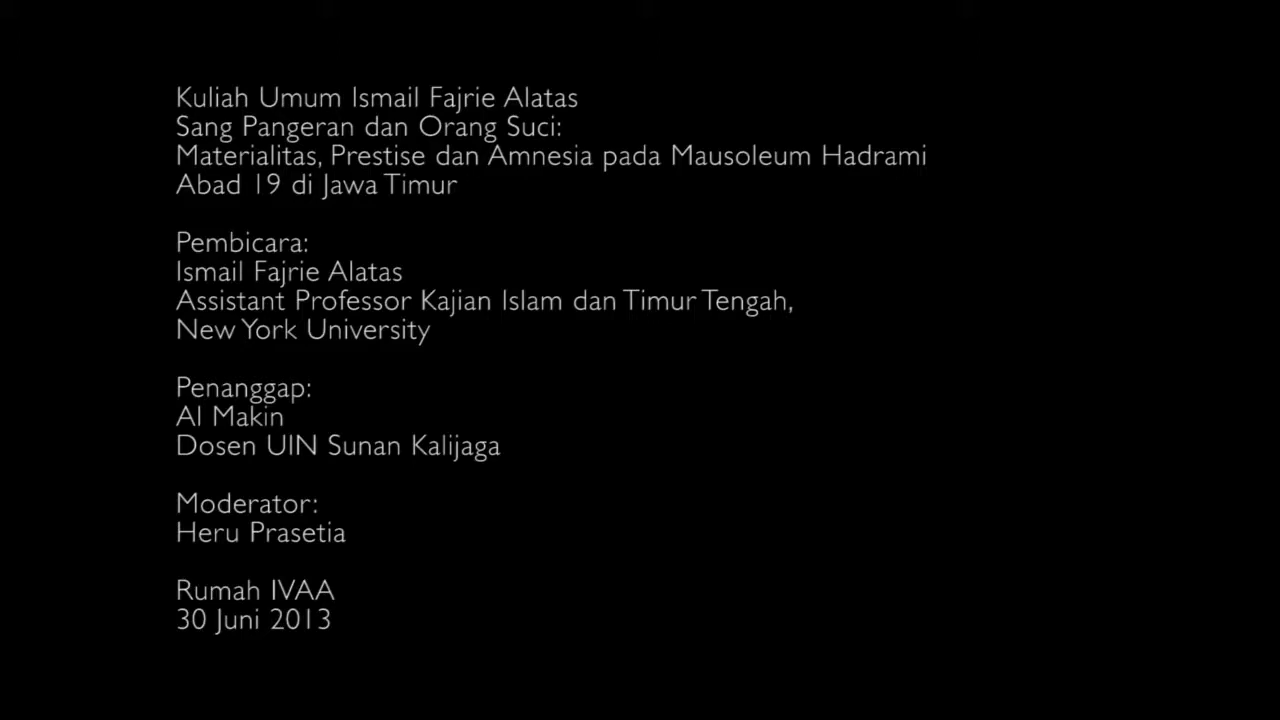 Kuliah Umum Ismail Fajrie Alatas
Sang Pangeran dan Orang Suci:
Materialitas, Prestise dan Amnesia pada Mausoleum Hadrami
Abad 19 di Jawa Timur
Pembicara:
Ismail Fajrie Alatas
Assistant Professor Kajian Islam dan Timur Tengah,
New York University
Penanggap:
Al Makin
Dosen UIN Sunan Kalijaga
Moderator:
Heru Prasetia
Rumah IVAA
30 Juni 2013